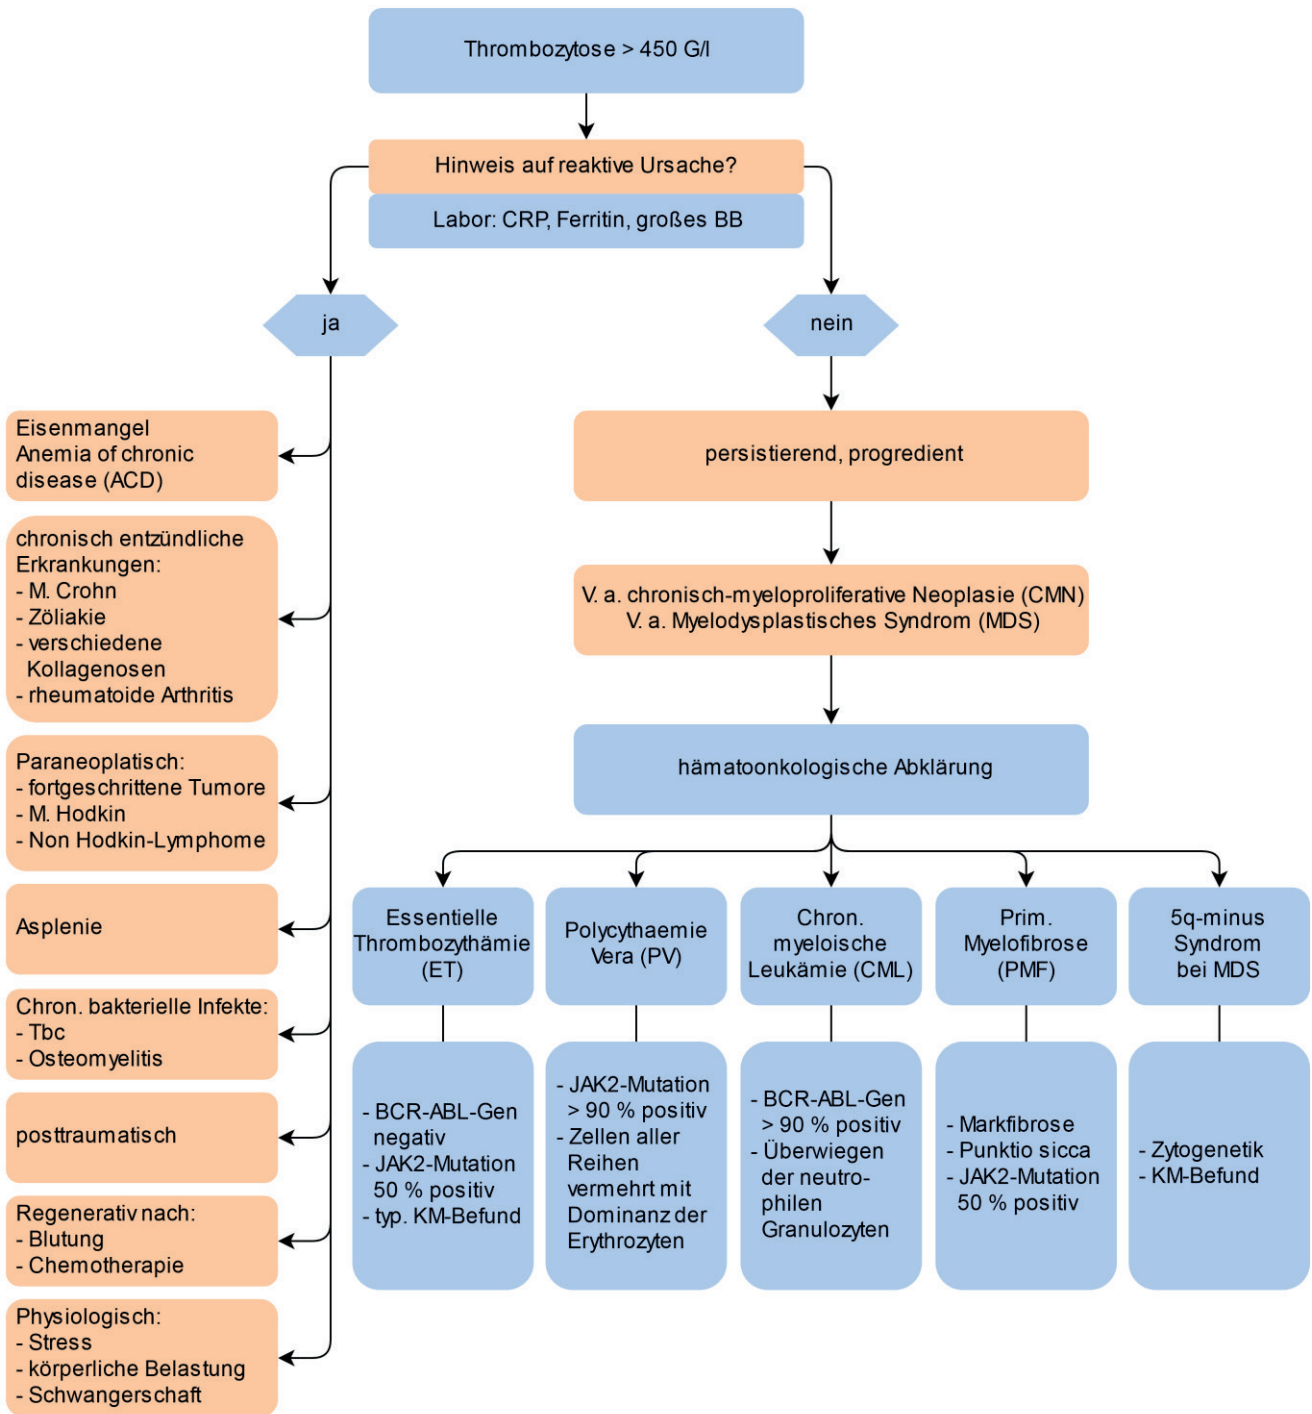 Thrombozytose > 450 G/l
Hinweis auf reaktive Ursache?
Labor: CRP, Ferritin, großes BB
ja
nein
Eisenmangel
Anemia of chronic
disease (ACD)
chronisch entzündliche
Erkrankungen:
- M. Crohn
- Zöliakie
- verschiedene
Kollagenosen
- rheumatoide Arthritis
Paraneoplatisch:
- fortgeschrittene Tumore
- M. Hodkin
- Non Hodkin-Lymphome
Asplenie
Chron. bakterielle Infekte:
- Tbc
- Osteomyelitis
posttraumatisch
Regenerativ nach:
- Blutung
- Chemotherapie
Physiologisch:
- Stress
- körperliche Belastung
- Schwangerschaft
persistierend, progredient
V. a. chronisch-myeloproliferative Neoplasie (CMN)
V. a. Myelodysplastisches Syndrom (MDS)
hämatoonkologische Abklärung
Essentielle
Thrombozythämie
(ET)
Polycythaemie
Vera (PV)
Chron.
myeloische
Leukämie (CML)
Prim.
Myelofibrose
(PMF)
5q-minus
Syndrom
bei MDS
- BCR-ABL-Gen
negativ
- JAK2-Mutation
50 % positiv
- typ. KM-Befund
- JAK2-Mutation
> 90 % positiv
- Zellen aller
Reihen
vermehrt mit
Dominanz der
Erythrozyten
- BCR-ABL-Gen
> 90 % positiv
- Überwiegen
der neutro-
philen
Granulozyten
- Markfibrose
- Punktio sicca
- JAK2-Mutation
50 % positiv
- Zytogenetik
- KM-Befund